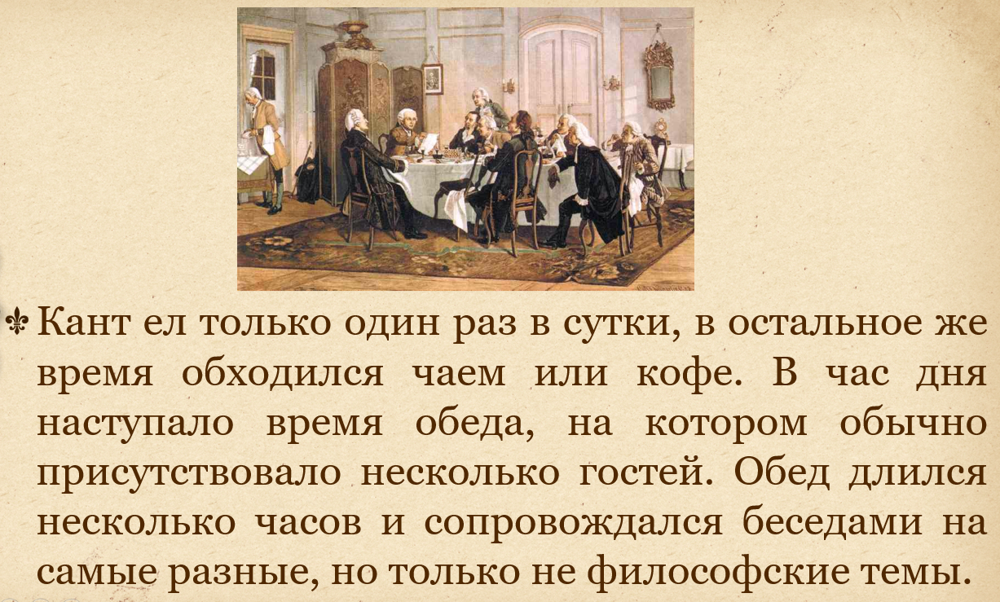 Кант ел только один раз в сутки, в остальное же
время обходился чаем или кофе. В час дня
наступало время обеда, на котором обычно
присутствовало несколько гостей. Обед длился
несколько часов и сопровождался беседами на
самые разные, но только не философские темы.